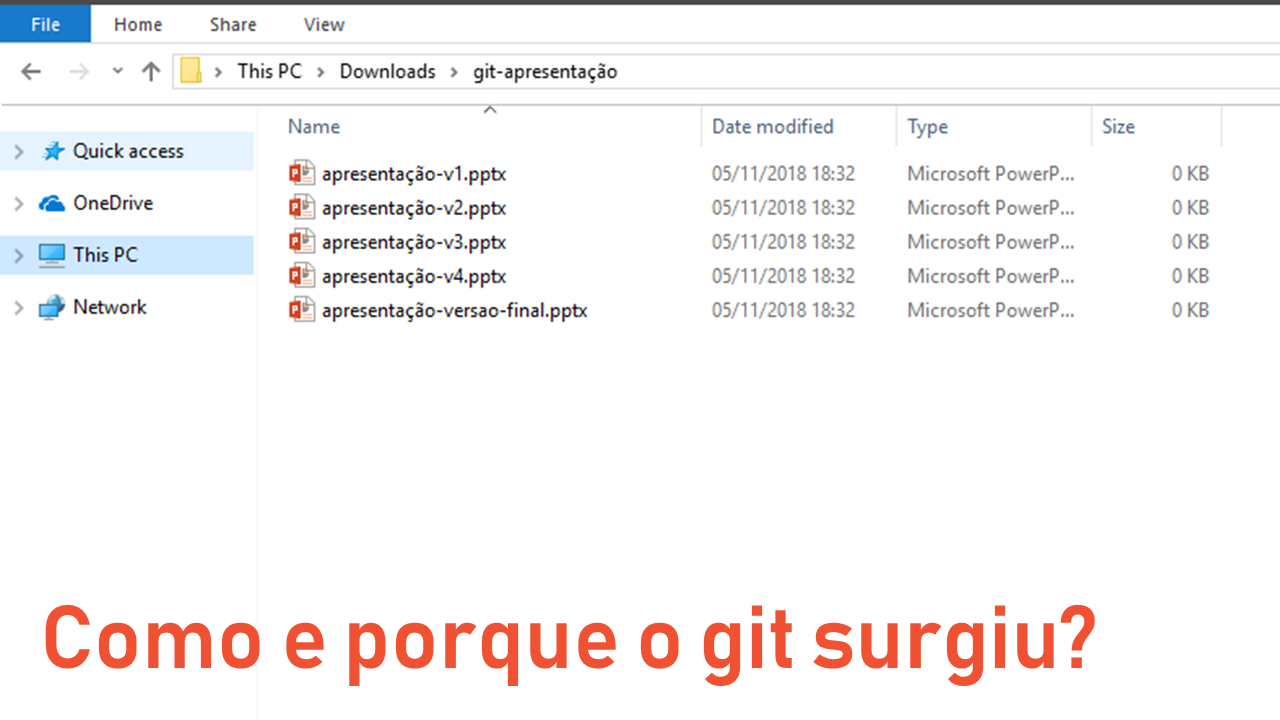 File Home Share View
This PC Downloads git-apresentação
Name Date modified Type Size
Quick access
OneDrive
This PC
Network
apresentação-v1.pptx 05/11/2018 18:32 Microsoft PowerP... 0 KB
apresentação-v2.pptx 05/11/2018 18:32 Microsoft PowerP... 0 KB
apresentação-v3.pptx 05/11/2018 18:32 Microsoft PowerP... 0 KB
apresentação-v4.pptx 05/11/2018 18:32 Microsoft PowerP... 0 KB
apresentação-versao-final.pptx 05/11/2018 18:32 Microsoft PowerP... 0 KB
Como e porque o git surgiu?